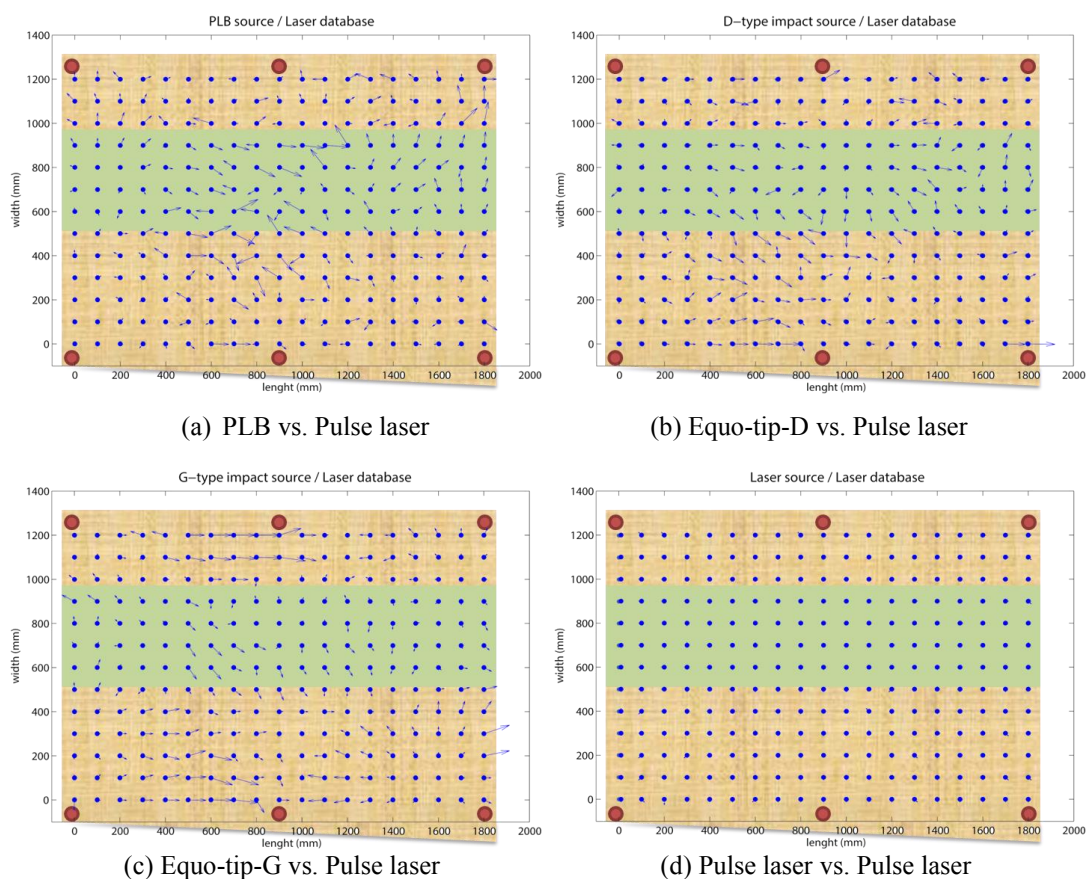 PLB source / Laser database
1400
1200
1000
800
600
400
200
0
width (mm)
0 200 400 600 800 1000 1200 1400 1600 1800 2000
lenght (mm)
(a) PLB vs. Pulse laser
D−type impact source / Laser database
1400
1200
1000
800
600
400
200
0
width (mm)
0 200 400 600 800 1000 1200 1400 1600 1800 2000
lenght (mm)
(b) Equo-tip-D vs. Pulse laser
G−type impact source / Laser database
1400
1200
1000
800
600
400
200
0
width (mm)
0 200 400 600 800 1000 1200 1400 1600 1800 2000
lenght (mm)
(c) Equo-tip-G vs. Pulse laser
Laser source / Laser database
1400
1200
1000
800
600
400
200
0
width (mm)
0 200 400 600 800 1000 1200 1400 1600 1800 2000
lenght (mm)
(d) Pulse laser vs. Pulse laser